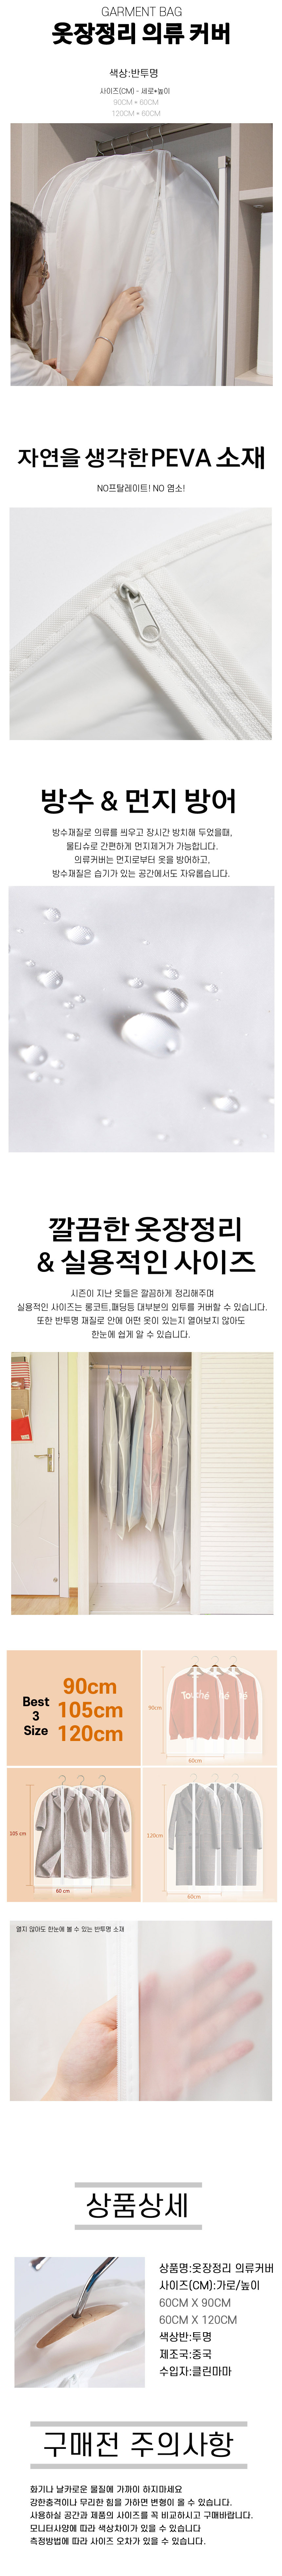 GARMENT BAG
옷장정리 의류 커버
색상:반투명
사이즈(CM) - 세로+높이
90CM + 60CM
120CM + 60CM
자연을 생각한PEVA 소재
NO프탈레이트! NO 염소!
방수 & 먼지 방어
방수재질로 의류를 씌우고 장시간 방치해 두었을때,
물티슈로 간편하게 먼지제거가 가능합니다.
의류커버는 먼지로부터 옷을 방어하고,
방수재질은 습기가 있는 공간에서도 자유롭습니다.
깔끔한 옷장정리
& 실용적인 사이즈
시즌이 지난 옷들은 깔끔하게 정리해주며
실용적인 사이즈는 롱코트,패딩등 대부분의 외투를 커버할 수 있습니다.
또한 반투명 재질로 안에 어떤 옷이 있는지 열어보지 않아도
한눈에 쉽게 알 수 있습니다.
Best
3
Size
90cm
105cm
120cm
90cm
Touché
hé
hé
60cm
105 cm
60 cm
120cm
60cm
열지 않아도 한눈에 볼 수 있는 반투명 소재
상품상세
상품명:옷장정리 의류커버
사이즈(CM):가로/높이
60CM X 90CM
60CM X 120CM
색상반:투명
제조국:중국
수입자:클린마마
구매전 주의사항
화기나 날카로운 물질에 가까이 하지마세요
강한충격이나 무리한 힘을 가하면 변형이 올 수 있습니다.
사용하실 공간과 제품의 사이즈를 꼭 비교하시고 구매바랍니다.
모니터사양에 따라 색상차이가 있을 수 있습니다
측정방법에 따라 사이즈 오차가 있을 수 있습니다.